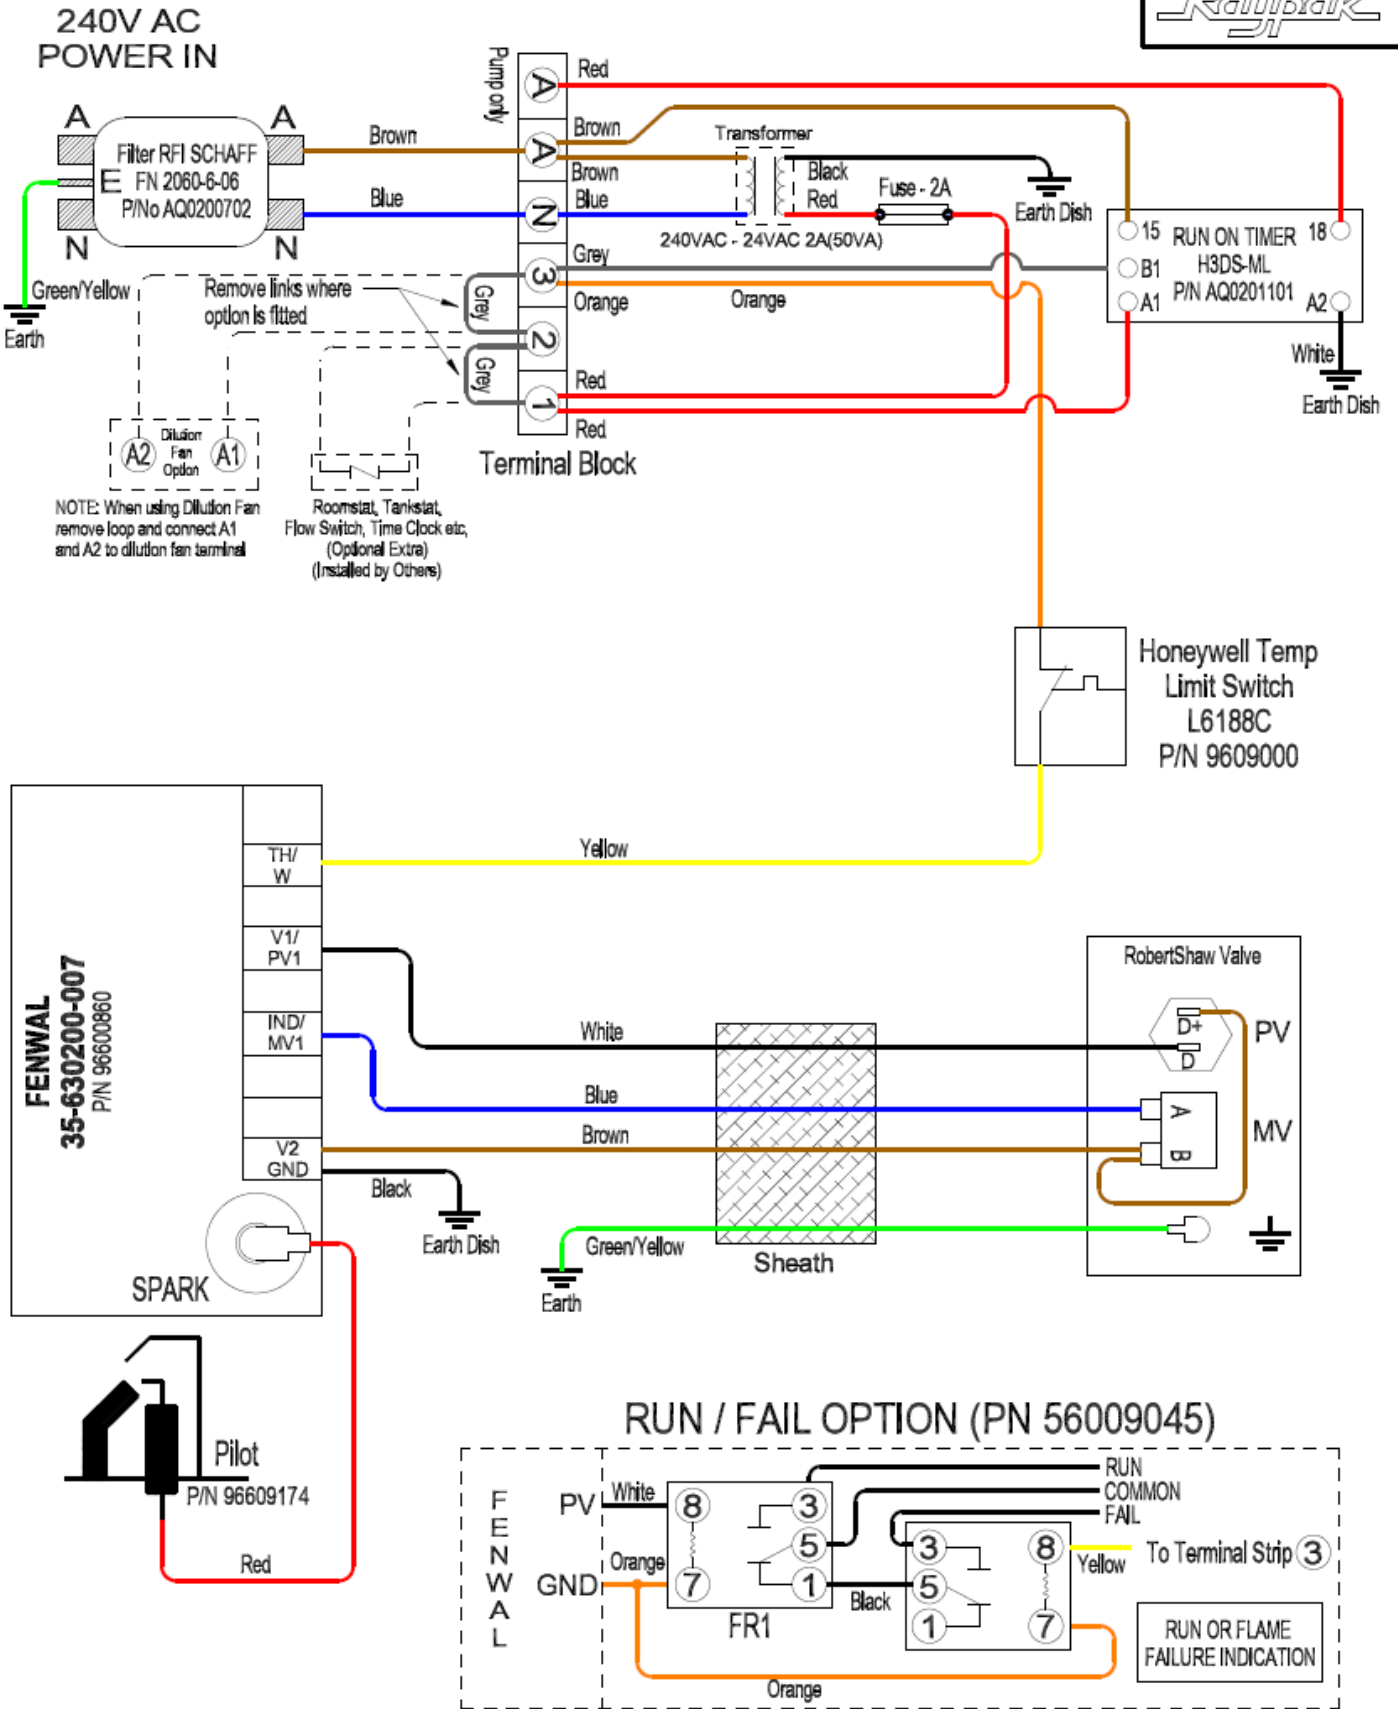 240V AC
POWER IN
Raypak
A
A
Filter RFI SCHAFF
E
FN 2060-6-06
P/No AQ0200702
N
N
Green/Yellow
Earth
Brown
Blue
Pump only
A
A
N
3
2
1
Red
Brown
Brown
Blue
Grey
Orange
Red
Red
Terminal Block
Transformer
Black
Red
Fuse - 2A
Earth Dish
240VAC - 24VAC 2A(50VA)
Orange
15
RUN ON TIMER
18
B1
H3DS-ML
A1
P/N AQ0201101
A2
White
Earth Dish
Remove links where
option is fitted
Grey
Grey
A2
Dilution
Fan
Option
A1
NOTE: When using Dilution Fan
remove loop and connect A1
and A2 to dilution fan terminal
Roomstat, Tankstat,
Flow Switch, Time Clock etc,
(Optional Extra)
(Installed by Others)
Honeywell Temp
Limit Switch
L6188C
P/N 9609000
FENWAL
35-630200-007
P/N 96600860
TH/
W
V1/
PV1
IND/
MV1
V2
GND
Yellow
White
Blue
Brown
Black
Earth Dish
Green/Yellow
Earth
Sheath
RobertShaw Valve
D+
D
PV
A
B
MV
SPARK
Pilot
P/N 96609174
Red
RUN / FAIL OPTION (PN 56009045)
FENWAL
PV
White
GND
Orange
8
7
3
5
1
FR1
Black
RUN
COMMON
FAIL
3
5
1
8
7
Yellow
To Terminal Strip 3
Orange
RUN OR FLAME
FAILURE INDICATION